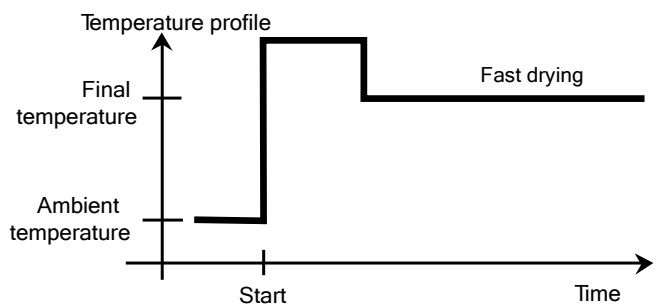 Temperature profile
Fast drying
Final
temperature
Ambient
temperature
Start
Time